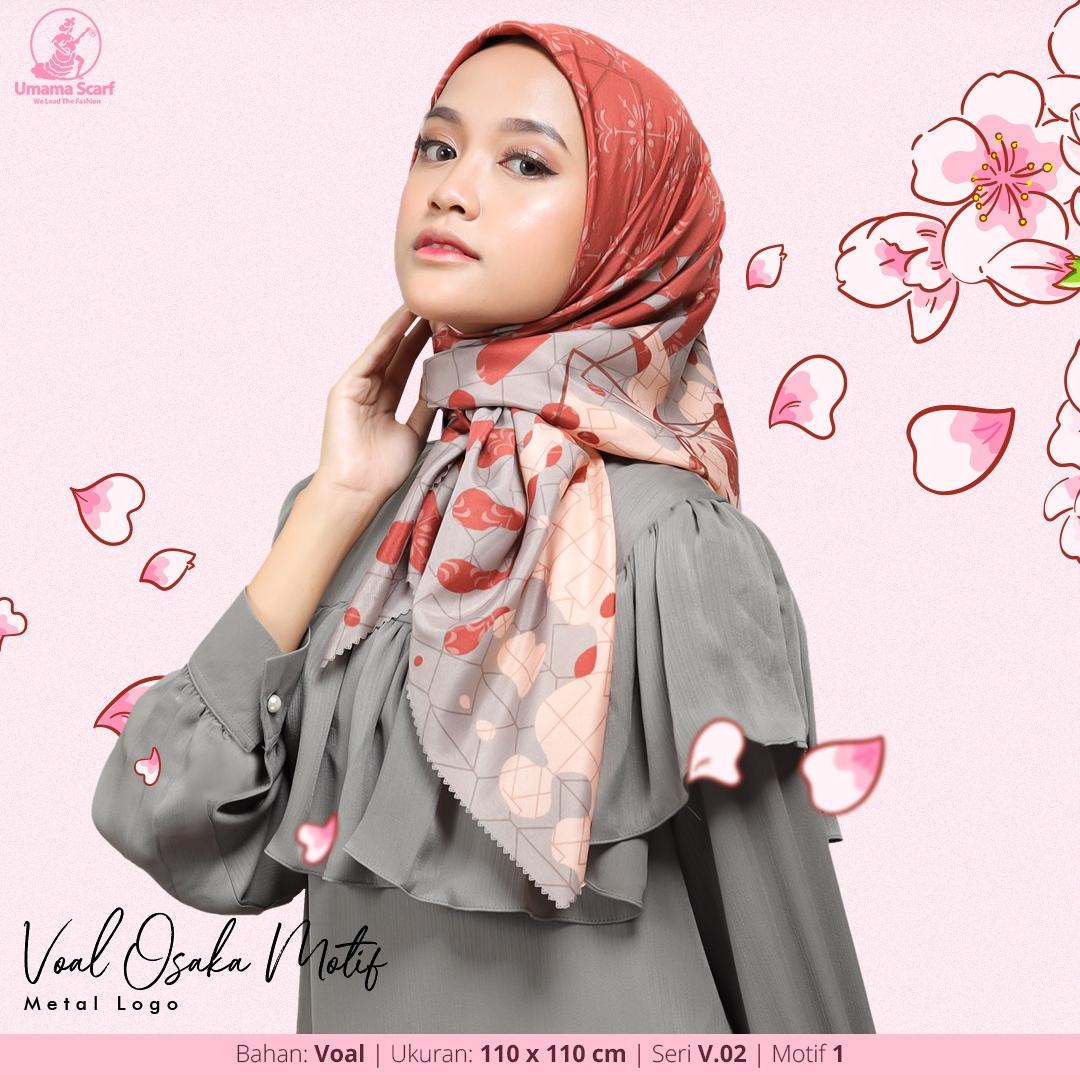 Umama Scarf
We Lead The Fashion
Voal Osaka Motif
Metal Logo
Bahan: Voal | Ukuran: 110 x 110 cm | Seri V.02 | Motif 1